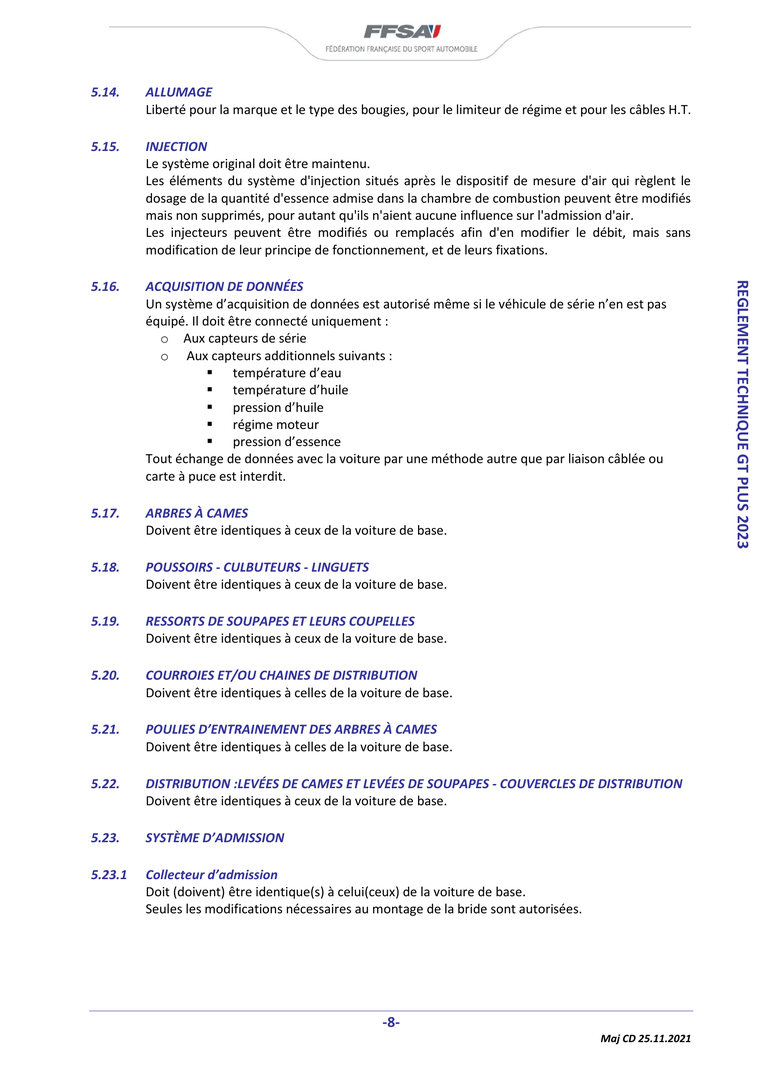 FFSA
FÉDÉRATION FRANÇAISE DU SPORT AUTOMOBILE
5.14. ALLUMAGE
Liberté pour la marque et le type des bougies, pour le limiteur de régime et pour les câbles H.T.
5.15. INJECTION
Le système original doit être maintenu.
Les éléments du système d'injection situés après le dispositif de mesure d'air qui règlent le
dosage de la quantité d'essence admise dans la chambre de combustion peuvent être modifiés
mais non supprimés, pour autant qu'ils n'aient aucune influence sur l'admission d'air.
Les injecteurs peuvent être modifiés ou remplacés afin d'en modifier le débit, mais sans
modification de leur principe de fonctionnement, et de leurs fixations.
5.16. ACQUISITION DE DONNÉES
Un système d’acquisition de données est autorisé même si le véhicule de série n’en est pas
équipé. Il doit être connecté uniquement :
o Aux capteurs de série
o Aux capteurs additionnels suivants :
▪ température d’eau
▪ température d’huile
▪ pression d’huile
▪ régime moteur
▪ pression d’essence
Tout échange de données avec la voiture par une méthode autre que par liaison câblée ou
carte à puce est interdit.
5.17. ARBRES À CAMES
Doivent être identiques à ceux de la voiture de base.
5.18. POUSSOIRS - CULBUTEURS - LINGUETS
Doivent être identiques à ceux de la voiture de base.
5.19. RESSORTS DE SOUPAPES ET LEURS COUPELLES
Doivent être identiques à ceux de la voiture de base.
5.20. COURROIES ET/OU CHAINES DE DISTRIBUTION
Doivent être identiques à celles de la voiture de base.
5.21. POULIES D’ENTRAINEMENT DES ARBRES À CAMES
Doivent être identiques à celles de la voiture de base.
5.22. DISTRIBUTION :LEVÉES DE CAMES ET LEVÉES DE SOUPAPES - COUVERCLES DE DISTRIBUTION
Doivent être identiques à ceux de la voiture de base.
5.23. SYSTÈME D’ADMISSION
5.23.1 Collecteur d’admission
Doit (doivent) être identique(s) à celui(ceux) de la voiture de base.
Seules les modifications nécessaires au montage de la bride sont autorisées.
REGLEMENT TECHNIQUE GT PLUS 2023
-8-
Maj CD 25.11.2021